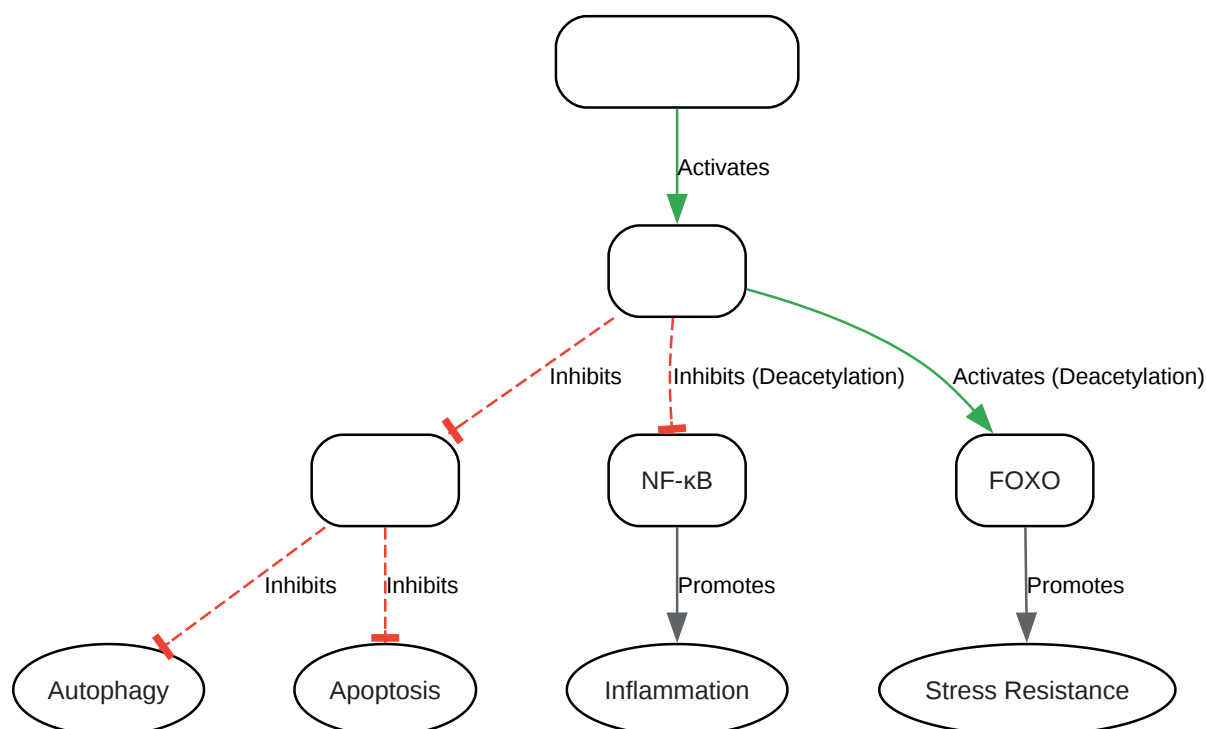 Activates
Inhibits
Inhibits (Deacetylation)
Activates (Deacetylation)
NF-κB
FOXO
Inhibits
Inhibits
Promotes
Promotes
Autophagy
Apoptosis
Inflammation
Stress Resistance